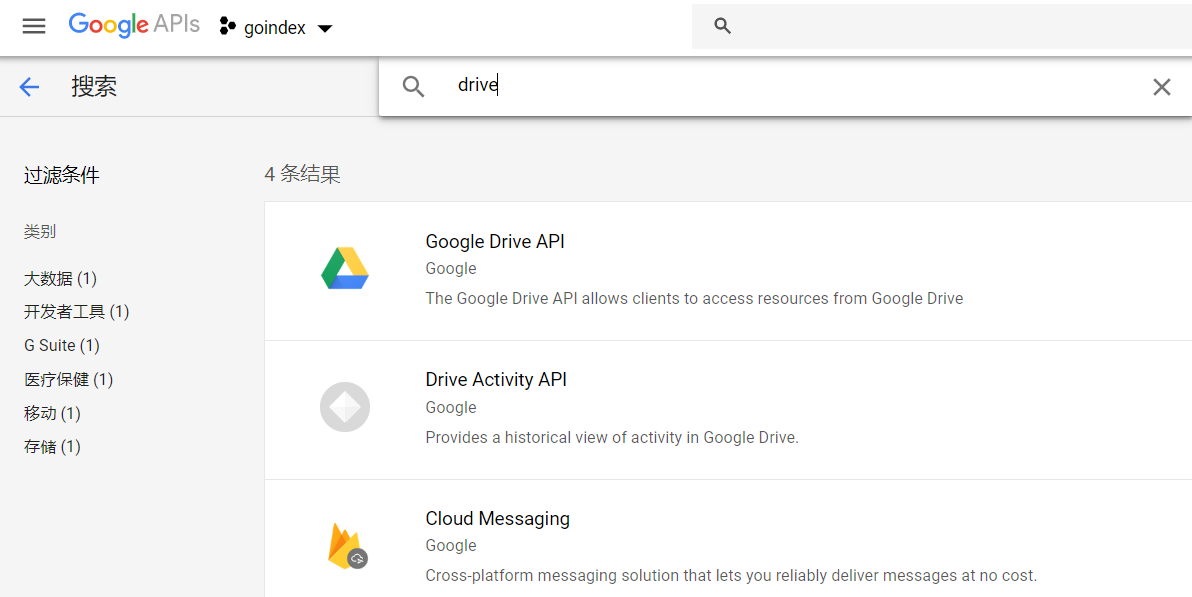 Google APIs goindex
搜索
drive
过滤条件
类别
大数据 (1)
开发者工具 (1)
G Suite (1)
医疗保健 (1)
移动 (1)
存储 (1)
4 条结果
Google Drive API
Google
The Google Drive API allows clients to access resources from Google Drive
Drive Activity API
Google
Provides a historical view of activity in Google Drive.
Cloud Messaging
Google
Cross-platform messaging solution that lets you reliably deliver messages at no cost.